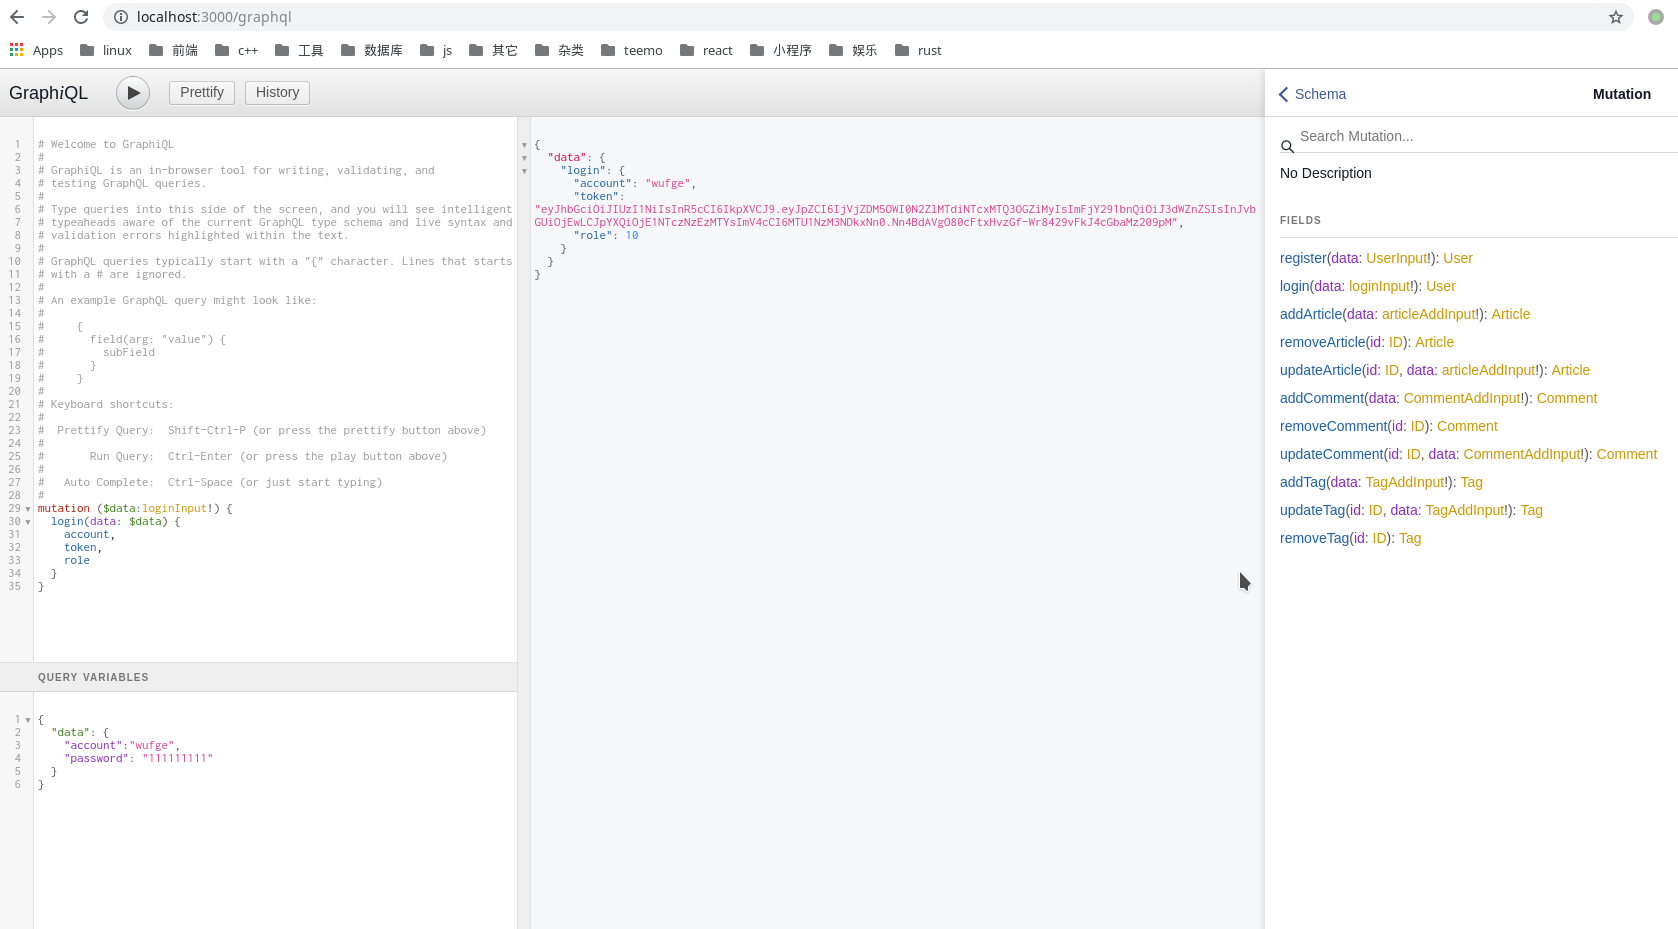 localhost:3000/graphql
Apps linux 前端 c++ 工具 数据库 js 其它 杂类 teemo react 小程序 娱乐 rust
GraphiQL Prettify History
1 # Welcome to GraphiQL
2 #
3 # GraphiQL is an in-browser tool for writing, validating, and
4 # testing GraphQL queries.
5 #
6 # Type queries into this side of the screen, and you will see intelligent
7 # typeaheads aware of the current GraphQL type schema and live syntax and
8 # validation errors highlighted within the text.
9 #
10 # GraphQL queries typically start with a "{" character. Lines that starts
11 # with a # are ignored.
12 #
13 # An example GraphQL query might look like:
14 #
15 #     {
16 #       field(arg: "value") {
17 #         subField
18 #       }
19 #     }
20 #
21 # Keyboard shortcuts:
22 #
23 #  Prettify Query:  Shift-Ctrl-P (or press the prettify button above)
24 #
25 #       Run Query:  Ctrl-Enter (or press the play button above)
26 #
27 #   Auto Complete:  Ctrl-Space (or just start typing)
28 #
29 mutation ($data:loginInput!) {
30   login(data: $data) {
31     account,
32     token,
33     role
34   }
35 }
QUERY VARIABLES
1 {
2   "data": {
3     "account":"wufge",
4     "password": "111111111"
5   }
6 }
{
  "data": {
    "login": {
      "account": "wufge",
      "token":
      "role": 10
    }
  }
}
Schema Mutation
Search Mutation...
No Description
FIELDS
register(data: UserInput!): User
login(data: loginInput!): User
addArticle(data: articleAddInput!): Article
removeArticle(id: ID): Article
updateArticle(id: ID, data: articleAddInput!): Article
addComment(data: CommentAddInput!): Comment
removeComment(id: ID): Comment
updateComment(id: ID, data: CommentAddInput!): Comment
addTag(data: TagAddInput!): Tag
updateTag(id: ID, data: TagAddInput!): Tag
removeTag(id: ID): Tag